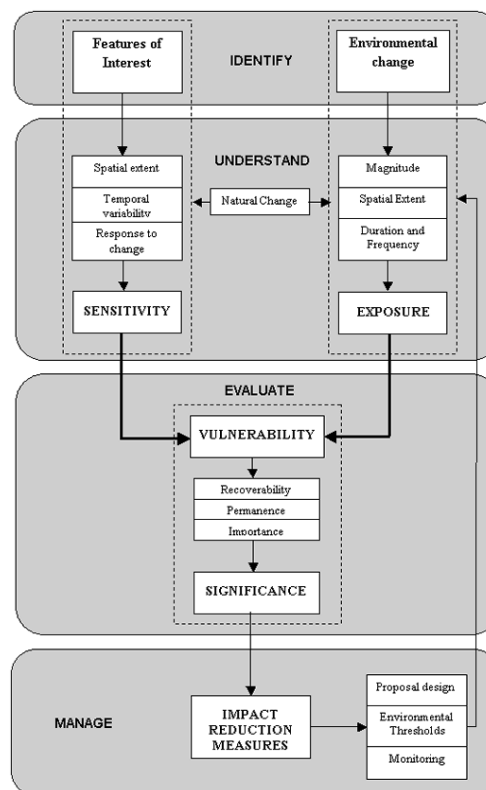 Features of
Interest
IDENTIFY
Environmental
change
UNDERSTAND
Spatial extent
Temporal
variability
Response to
change
Natural Change
Magnitude
Spatial Extent
Duration and
Frequency
SENSITIVITY
EXPOSURE
EVALUATE
VULNERABILITY
Recoverability
Permanence
Importance
SIGNIFICANCE
MANAGE
IMPACT
REDUCTION
MEASURES
Proposal design
Environmental
Thresholds
Monitoring